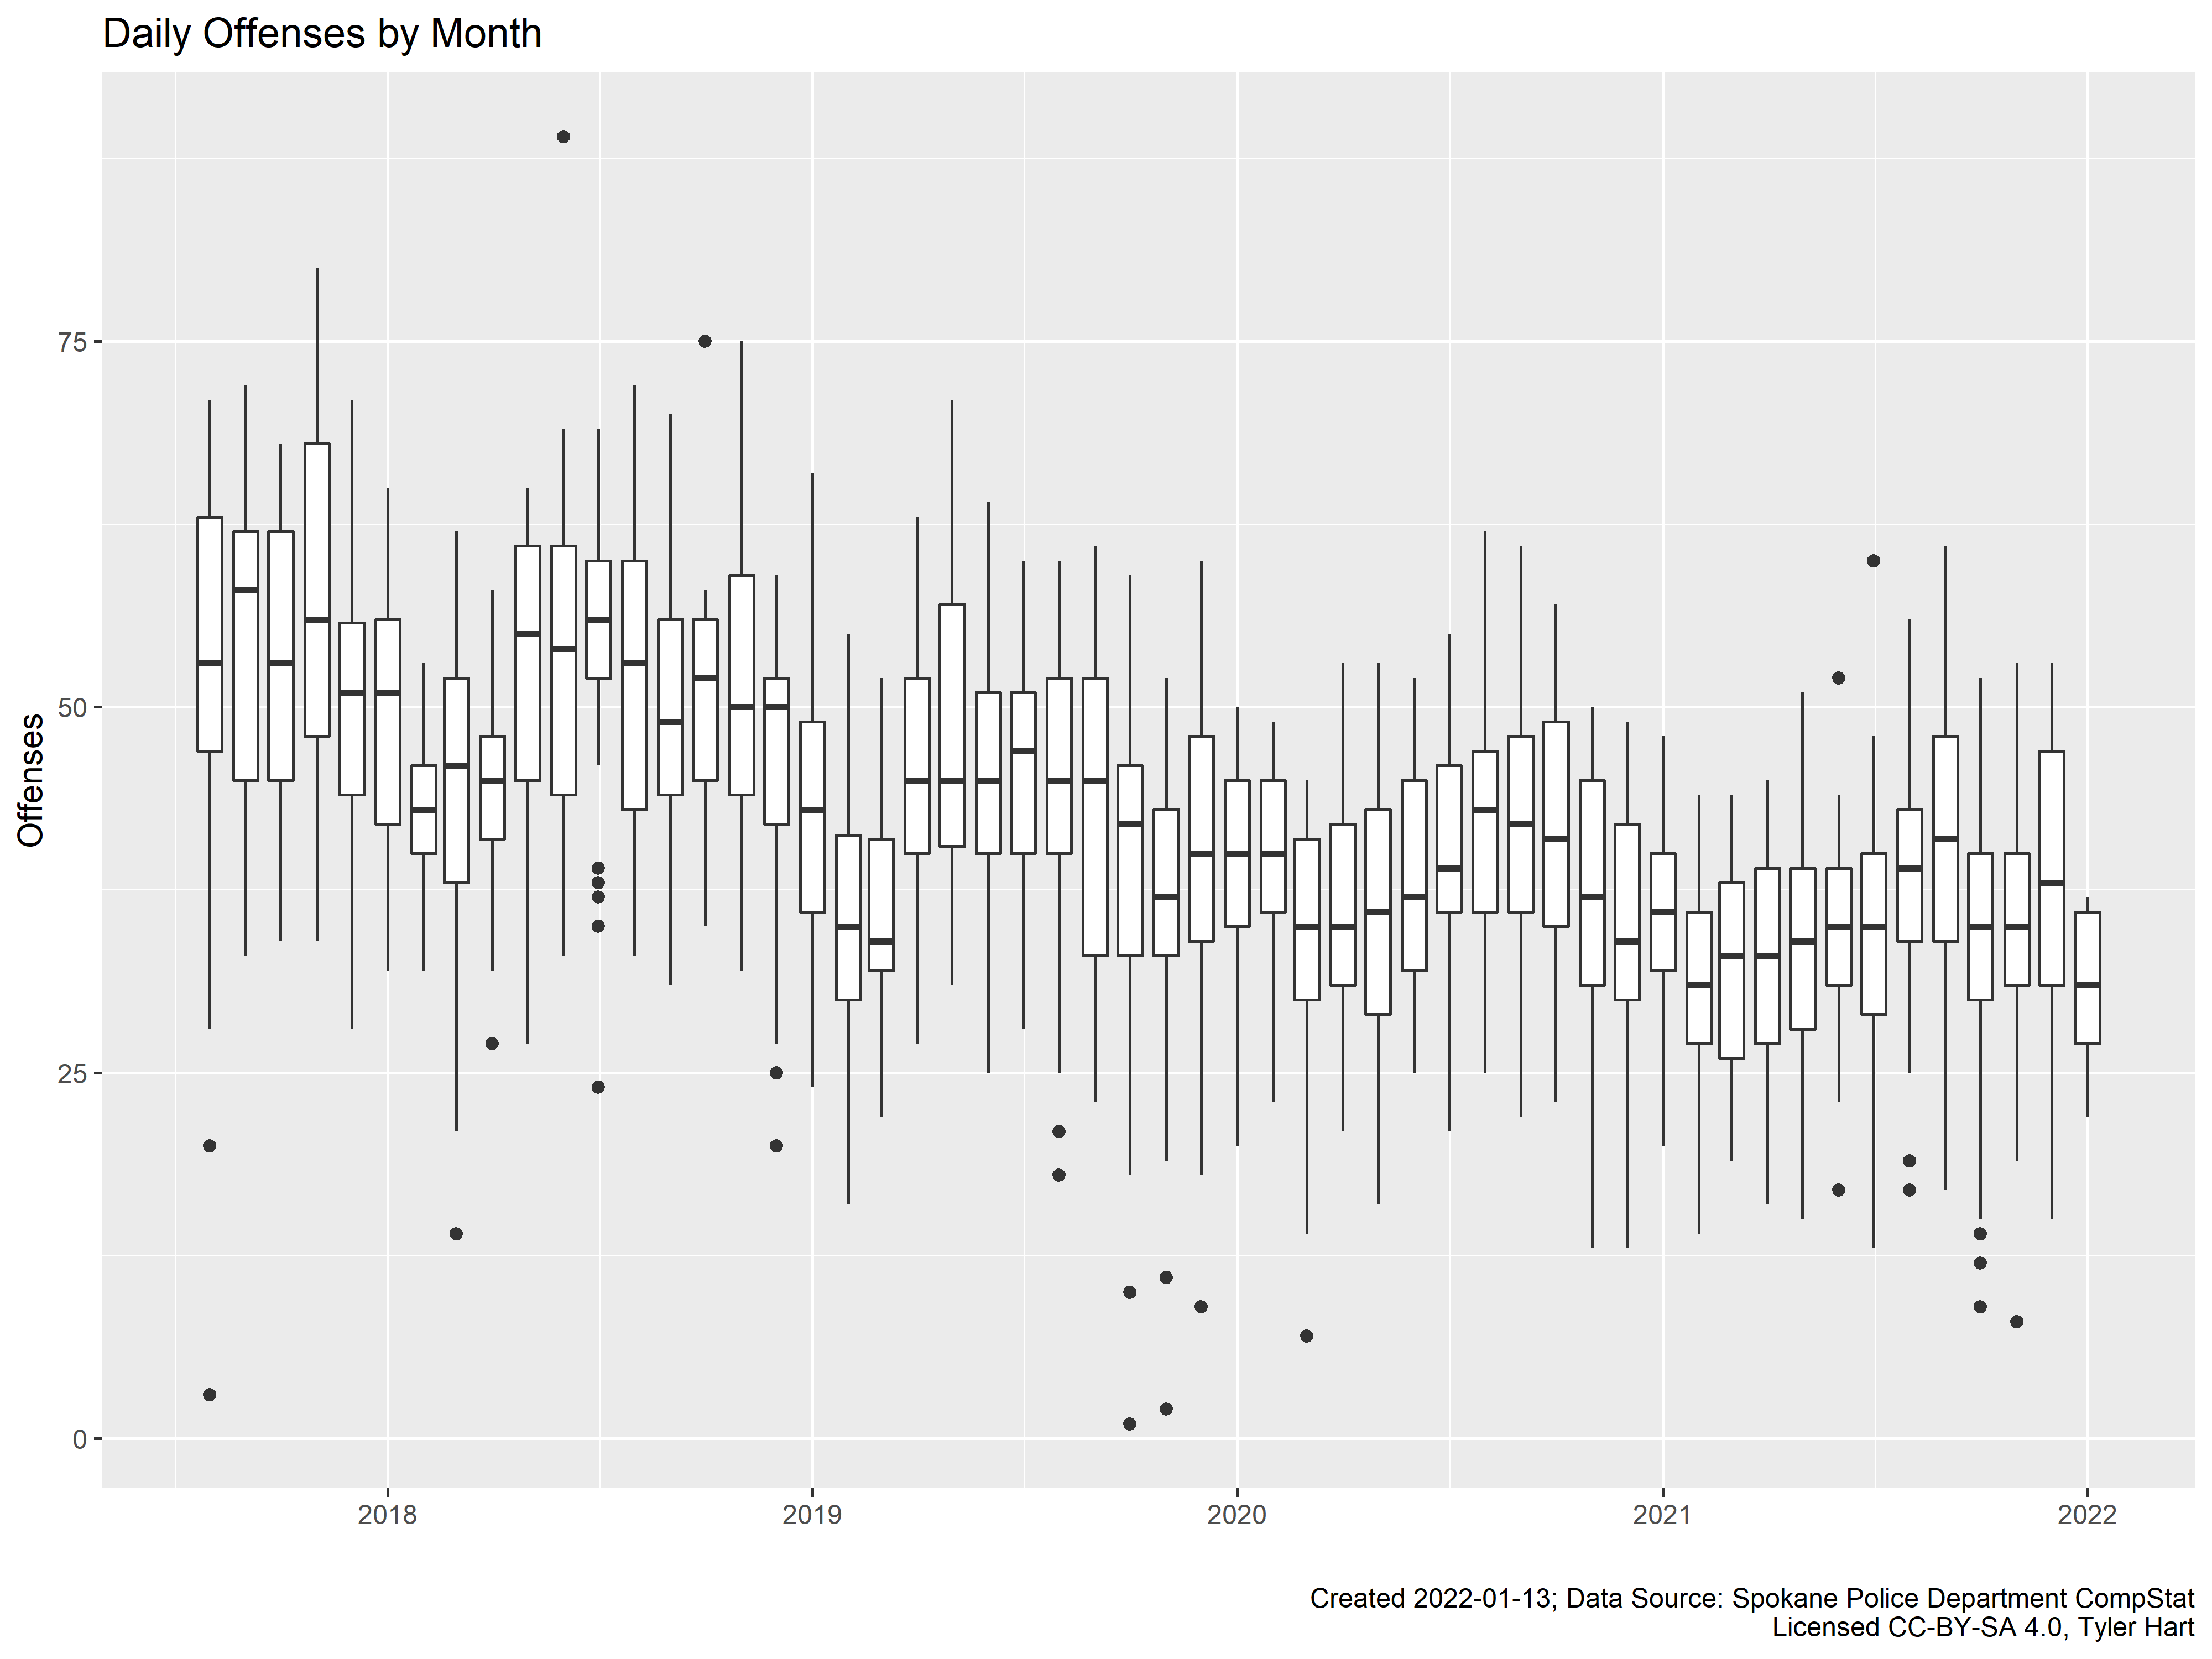 Daily Offenses by Month
75
50
25
0
Offenses
2018 2019 2020 2021 2022
Created 2022-01-13; Data Source: Spokane Police Department CompStat
Licensed CC-BY-SA 4.0, Tyler Hart